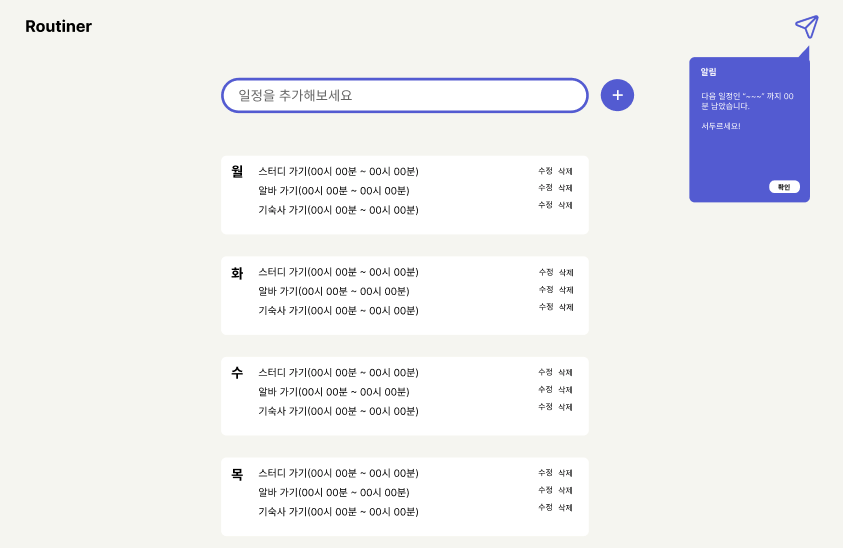 Routiner
일정을 추가해보세요
+
알림
다음 일정인 "~~~" 까지 00
분 남았습니다.
서두르세요!
확인
월 스터디 가기(00시 00분 ~ 00시 00분) 수정 삭제
알바 가기(00시 00분 ~ 00시 00분) 수정 삭제
기숙사 가기(00시 00분 ~ 00시 00분) 수정 삭제
화 스터디 가기(00시 00분 ~ 00시 00분) 수정 삭제
알바 가기(00시 00분 ~ 00시 00분) 수정 삭제
기숙사 가기(00시 00분 ~ 00시 00분) 수정 삭제
수 스터디 가기(00시 00분 ~ 00시 00분) 수정 삭제
알바 가기(00시 00분 ~ 00시 00분) 수정 삭제
기숙사 가기(00시 00분 ~ 00시 00분) 수정 삭제
목 스터디 가기(00시 00분 ~ 00시 00분) 수정 삭제
알바 가기(00시 00분 ~ 00시 00분) 수정 삭제
기숙사 가기(00시 00분 ~ 00시 00분) 수정 삭제